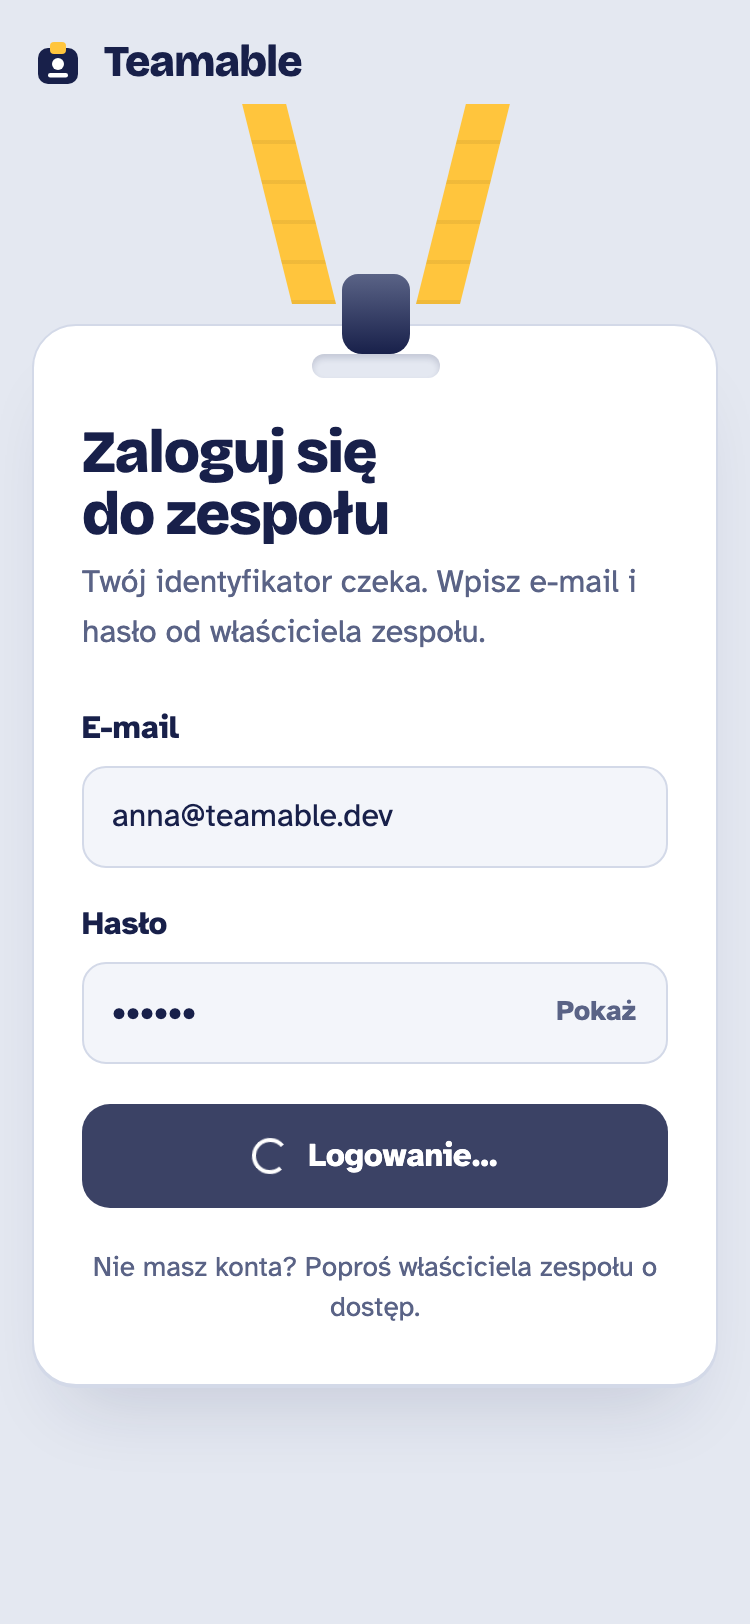 Teamable
Zaloguj się
do zespołu
Twój identyfikator czeka. Wpisz e-mail i
hasło od właściciela zespołu.
E-mail
anna@teamable.dev
Hasło
••••••
Pokaż
Logowanie...
Nie masz konta? Poproś właściciela zespołu o
dostęp.